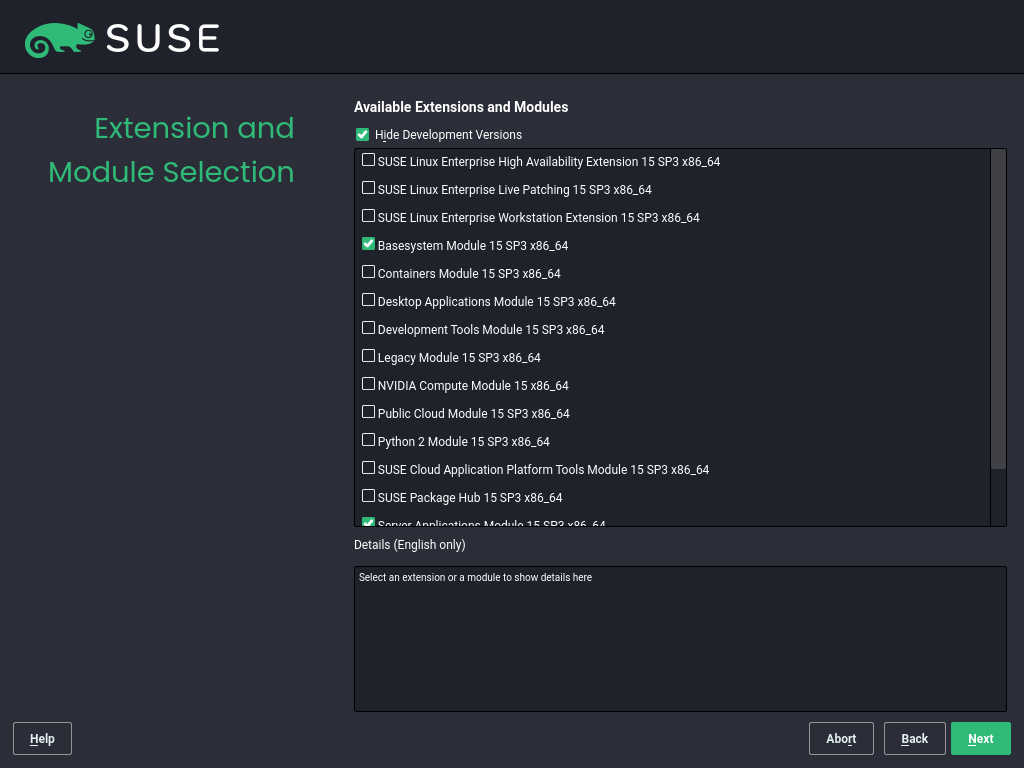 SUSE
Extension and
Module Selection
Available Extensions and Modules
Hide Development Versions
SUSE Linux Enterprise High Availability Extension 15 SP3 x86_64
SUSE Linux Enterprise Live Patching 15 SP3 x86_64
SUSE Linux Enterprise Workstation Extension 15 SP3 x86_64
Basesystem Module 15 SP3 x86_64
Containers Module 15 SP3 x86_64
Desktop Applications Module 15 SP3 x86_64
Development Tools Module 15 SP3 x86_64
Legacy Module 15 SP3 x86_64
NVIDIA Compute Module 15 x86_64
Public Cloud Module 15 SP3 x86_64
Python 2 Module 15 SP3 x86_64
SUSE Cloud Application Platform Tools Module 15 SP3 x86_64
SUSE Package Hub 15 SP3 x86_64
Server Applications Module 15 SP3 x86_64
Details (English only)
Select an extension or a module to show details here
Help
Abort
Back
Next